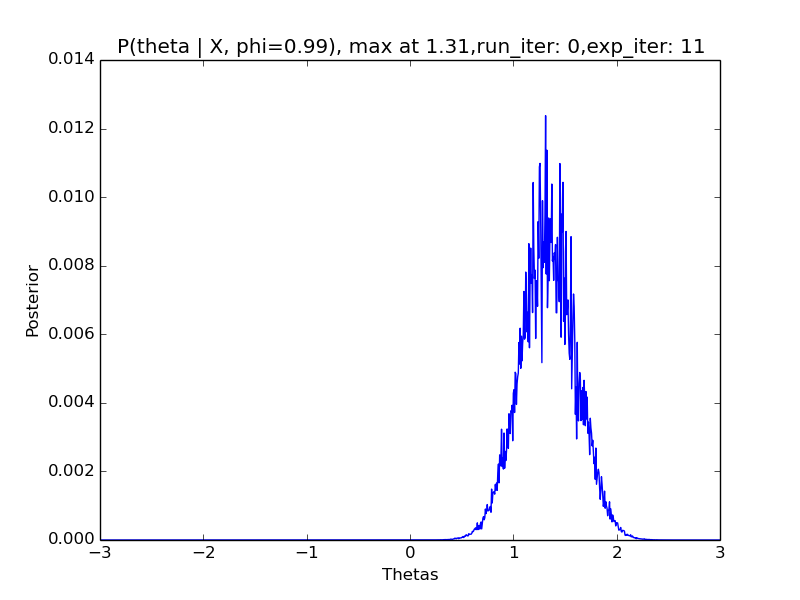 P(theta | X, phi=0.99), max at 1.31,run_iter: 0,exp_iter: 11
0.014
0.012
0.010
0.008
0.006
0.004
0.002
0.000
Posterior
−3 −2 −1 0 1 2 3
Thetas